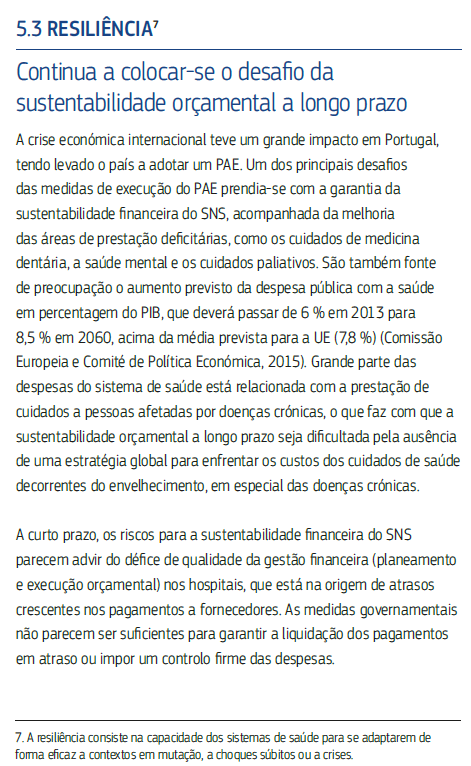 5.3 RESILIÊNCIA⁷
Continua a colocar-se o desafio da
sustentabilidade orçamental a longo prazo
A crise económica internacional teve um grande impacto em Portugal,
tendo levado o país a adotar um PAE. Um dos principais desafios
das medidas de execução do PAE prendia-se com a garantia da
sustentabilidade financeira do SNS, acompanhada da melhoria
das áreas de prestação deficitárias, como os cuidados de medicina
dentária, a saúde mental e os cuidados paliativos. São também fonte
de preocupação o aumento previsto da despesa pública com a saúde
em percentagem do PIB, que deverá passar de 6 % em 2013 para
8,5 % em 2060, acima da média prevista para a UE (7,8 %) (Comissão
Europeia e Comité de Política Económica, 2015). Grande parte das
despesas do sistema de saúde está relacionada com a prestação de
cuidados a pessoas afetadas por doenças crónicas, o que faz com que a
sustentabilidade orçamental a longo prazo seja dificultada pela ausência
de uma estratégia global para enfrentar os custos dos cuidados de saúde
decorrentes do envelhecimento, em especial das doenças crónicas.
A curto prazo, os riscos para a sustentabilidade financeira do SNS
parecem advir do défice de qualidade da gestão financeira (planeamento
e execução orçamental) nos hospitais, que está na origem de atrasos
crescentes nos pagamentos a fornecedores. As medidas governamentais
não parecem ser suficientes para garantir a liquidação dos pagamentos
em atraso ou impor um controlo firme das despesas.
7. A resiliência consiste na capacidade dos sistemas de saúde para se adaptarem de
forma eficaz a contextos em mutação, a choques súbitos ou a crises.